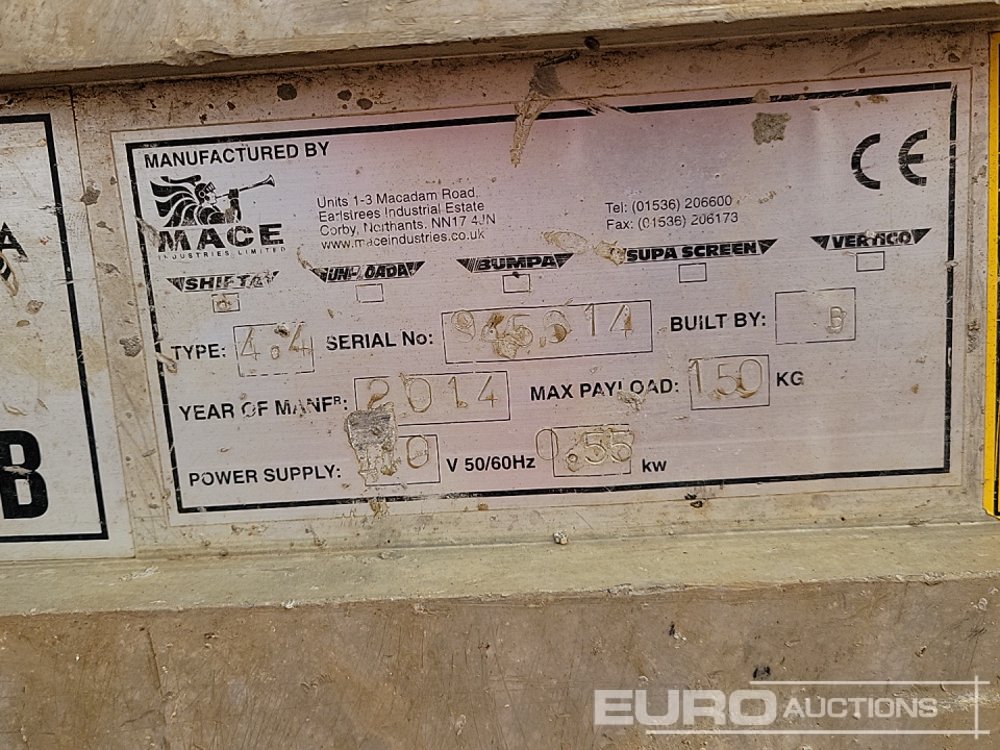 MANUFACTURED BY
MACE
INDUSTRIES LIMITED
Units 1-3 Macadam Road,
Earlstrees Industrial Estate
Corby, Northants. NN17 4JN
www.maceindustries.co.uk
Tel: (01536) 206600
Fax: (01536) 206173
CE
SHIFTA UNLOADA BUMPA SUPA SCREEN VERTIGO
TYPE: 4.4 SERIAL No: BUILT BY: B
YEAR OF MANFR: 2014 MAX PAYLOAD: 150 KG
POWER SUPPLY: 110 V 50/60Hz 0.55 kw
A
B
EURO AUCTIONS